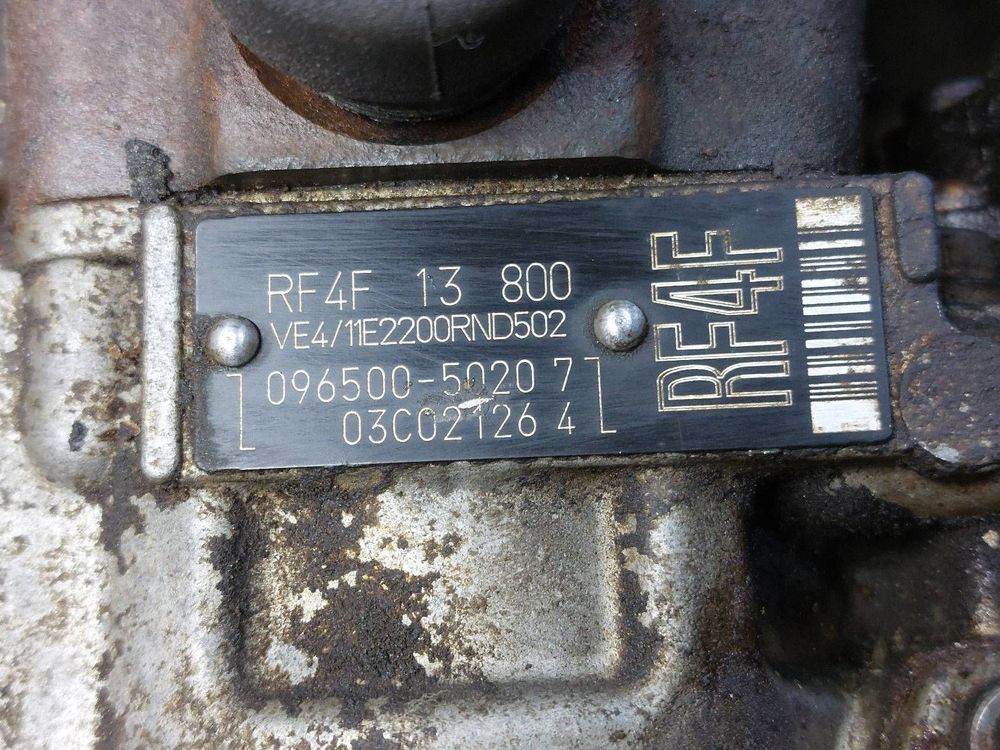 RF4F 13 800
VE4/11E2200RND502
096500-5020 7
03C02126 4
RF4F